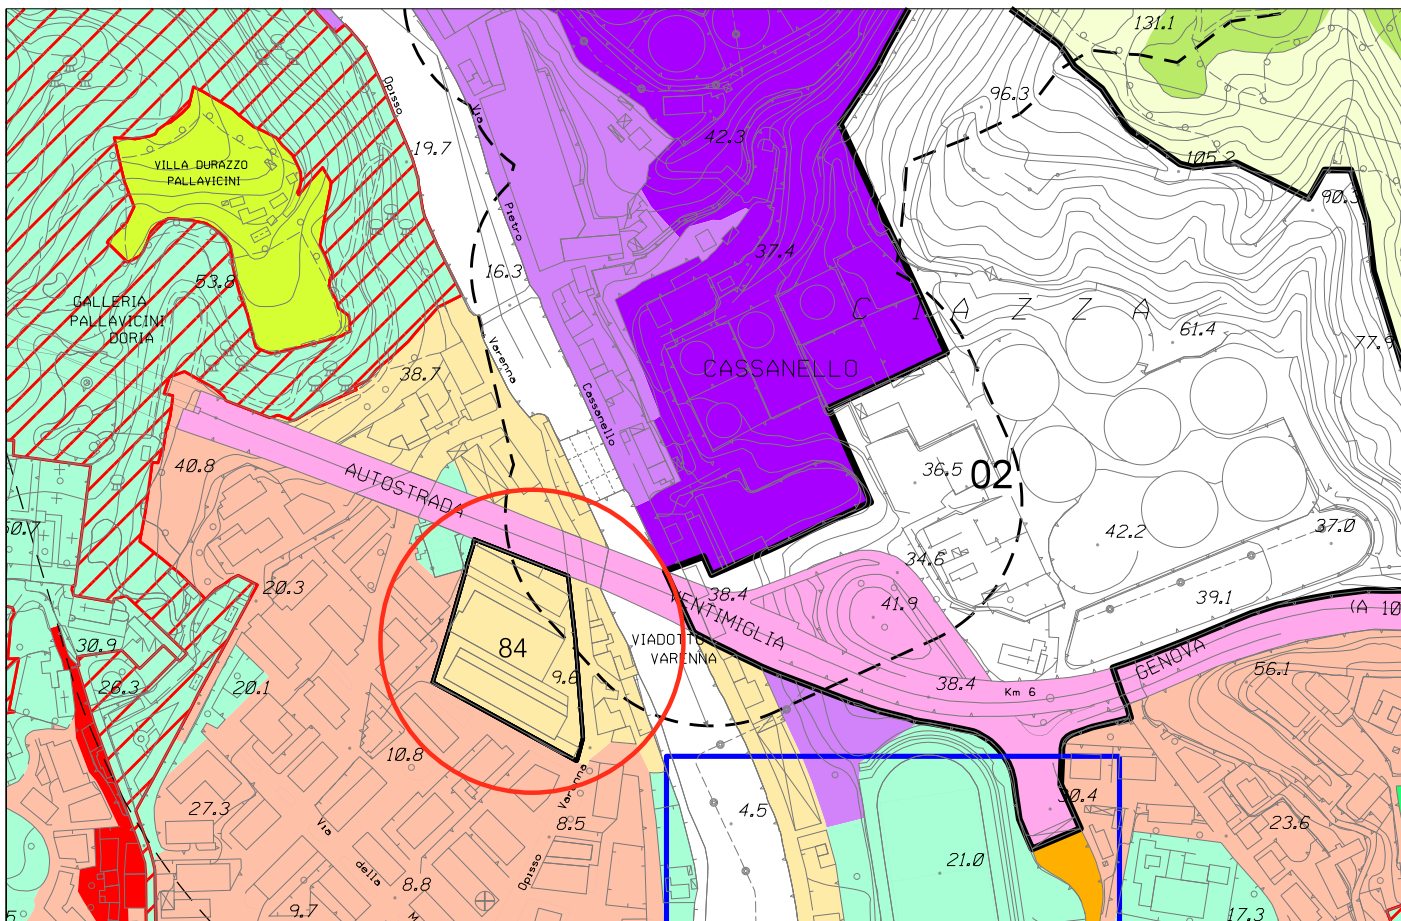 131.1
Opisso
96.3
Via
42.3
19.7
105.2
VILLA DURAZZO
PALLAVICINI
90.3
Pietro
37.4
16.3
53.8
GALLERIA
PALLAVICINI
DORIA
C I A Z Z A
61.4
77.9
Varenna
38.7
CASSANELLO
Cassanello
40.8
AUTOSTRADA
36.5
02
37.0
42.2
34.6
20.3
38.4
VENTIMIGLIA
41.9
39.1
(A 10
30.9
84
VIADOTTO
VARENNA
GENOVA
56.1
26.3
20.1
9.6
38.4
Km 6
10.8
Varenna
30.4
27.3
Via
8.5
4.5
23.6
21.0
della
Opisso
8.8
9.7
M
17.3